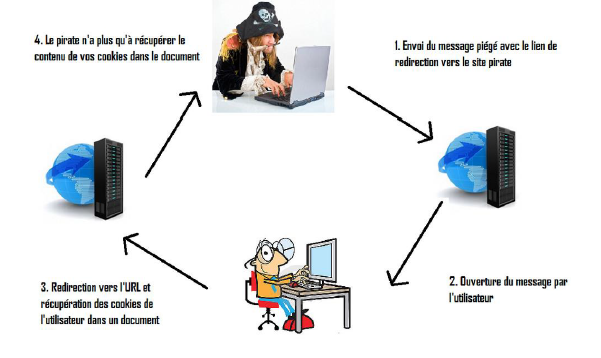 4. Le pirate n'a plus qu'à récupérer le
contenu de vos cookies dans le document
1. Envoi du message piégé avec le lien de
redirection vers le site pirate
2. Ouverture du message par
l'utilisateur
3. Redirection vers l'URL et
récupération des cookies de
l'utilisateur dans un document